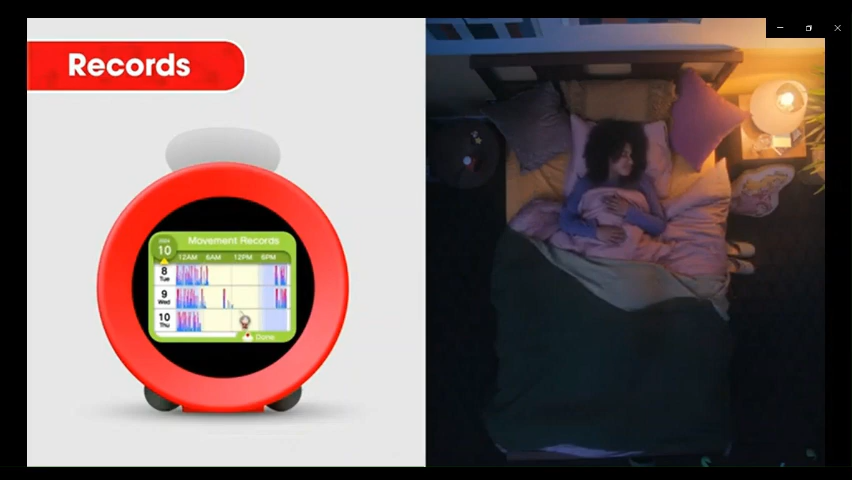 Records
2024
10
Movement Records
12AM 6AM 12PM 6PM
8
Tue
9
Wed
10
Thu
Done